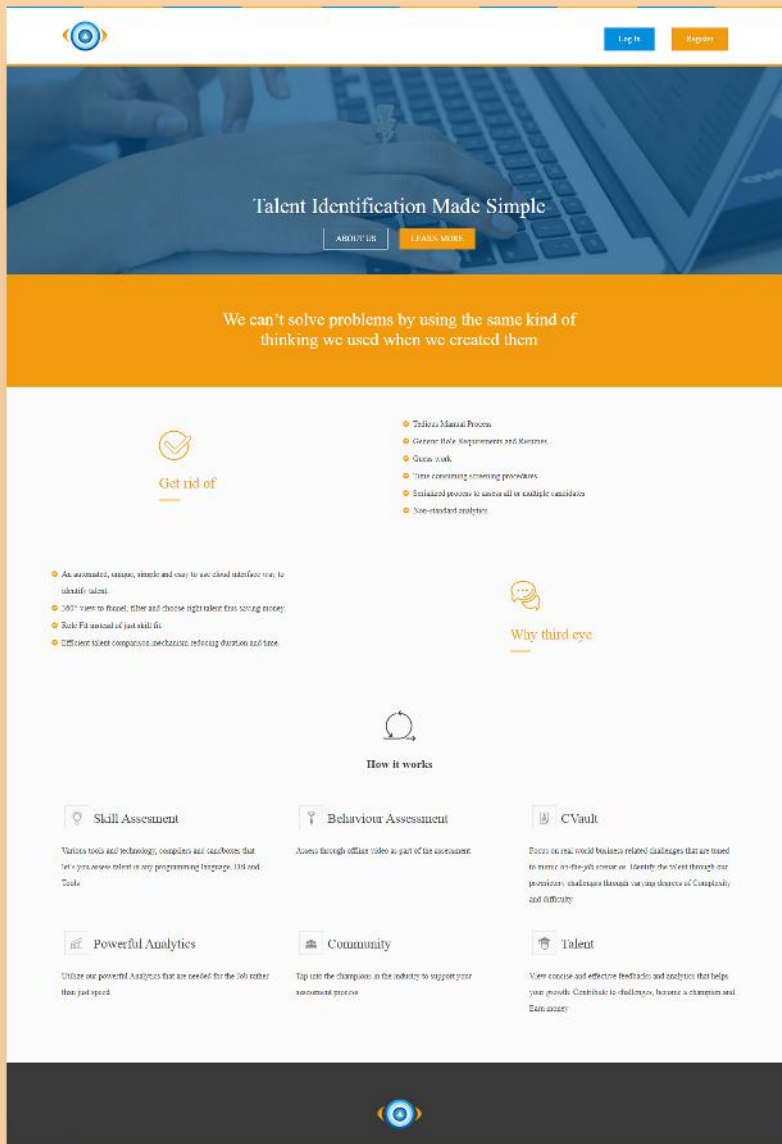 Log In
Register
Talent Identification Made Simple
ABOUT US
LEARN MORE
We can't solve problems by using the same kind of
thinking we used when we created them
Get rid of
Tedious Manual Process
Generic Role Requirements and Resumes
Guess work
Time consuming screening procedures
Serialized process to assess all or multiple candidates
Non-standard analytics
An automated, unique, simple and easy to use cloud interface way to
identify talent.
360° view to funnel, filter and choose right talent thus saving money.
Role Fit instead of just skill fit.
Efficient talent comparison mechanism reducing duration and time.
Why third eye
How it works
Skill Assesment
Various tools and technology, compilers and sandboxes that
let's you assess talent in any programming language, DB and
Tools
Behaviour Assessment
Assess through offline video as part of the assessment
CVault
Focus on real world business related challenges that are tuned
to mimic on-the-job scenarios. Identify the talent through our
proprietery challenges through varying degrees of Complexity
and difficulty
Powerful Analytics
Utilize our powerful Analytics that are needed for the Job rather
than just speed
Community
Tap into the champions in the industry to support your
assessment process
Talent
View concise and effective feedbacks and analytics that helps
your growth. Contribute to challenges, become a champion and
Earn money